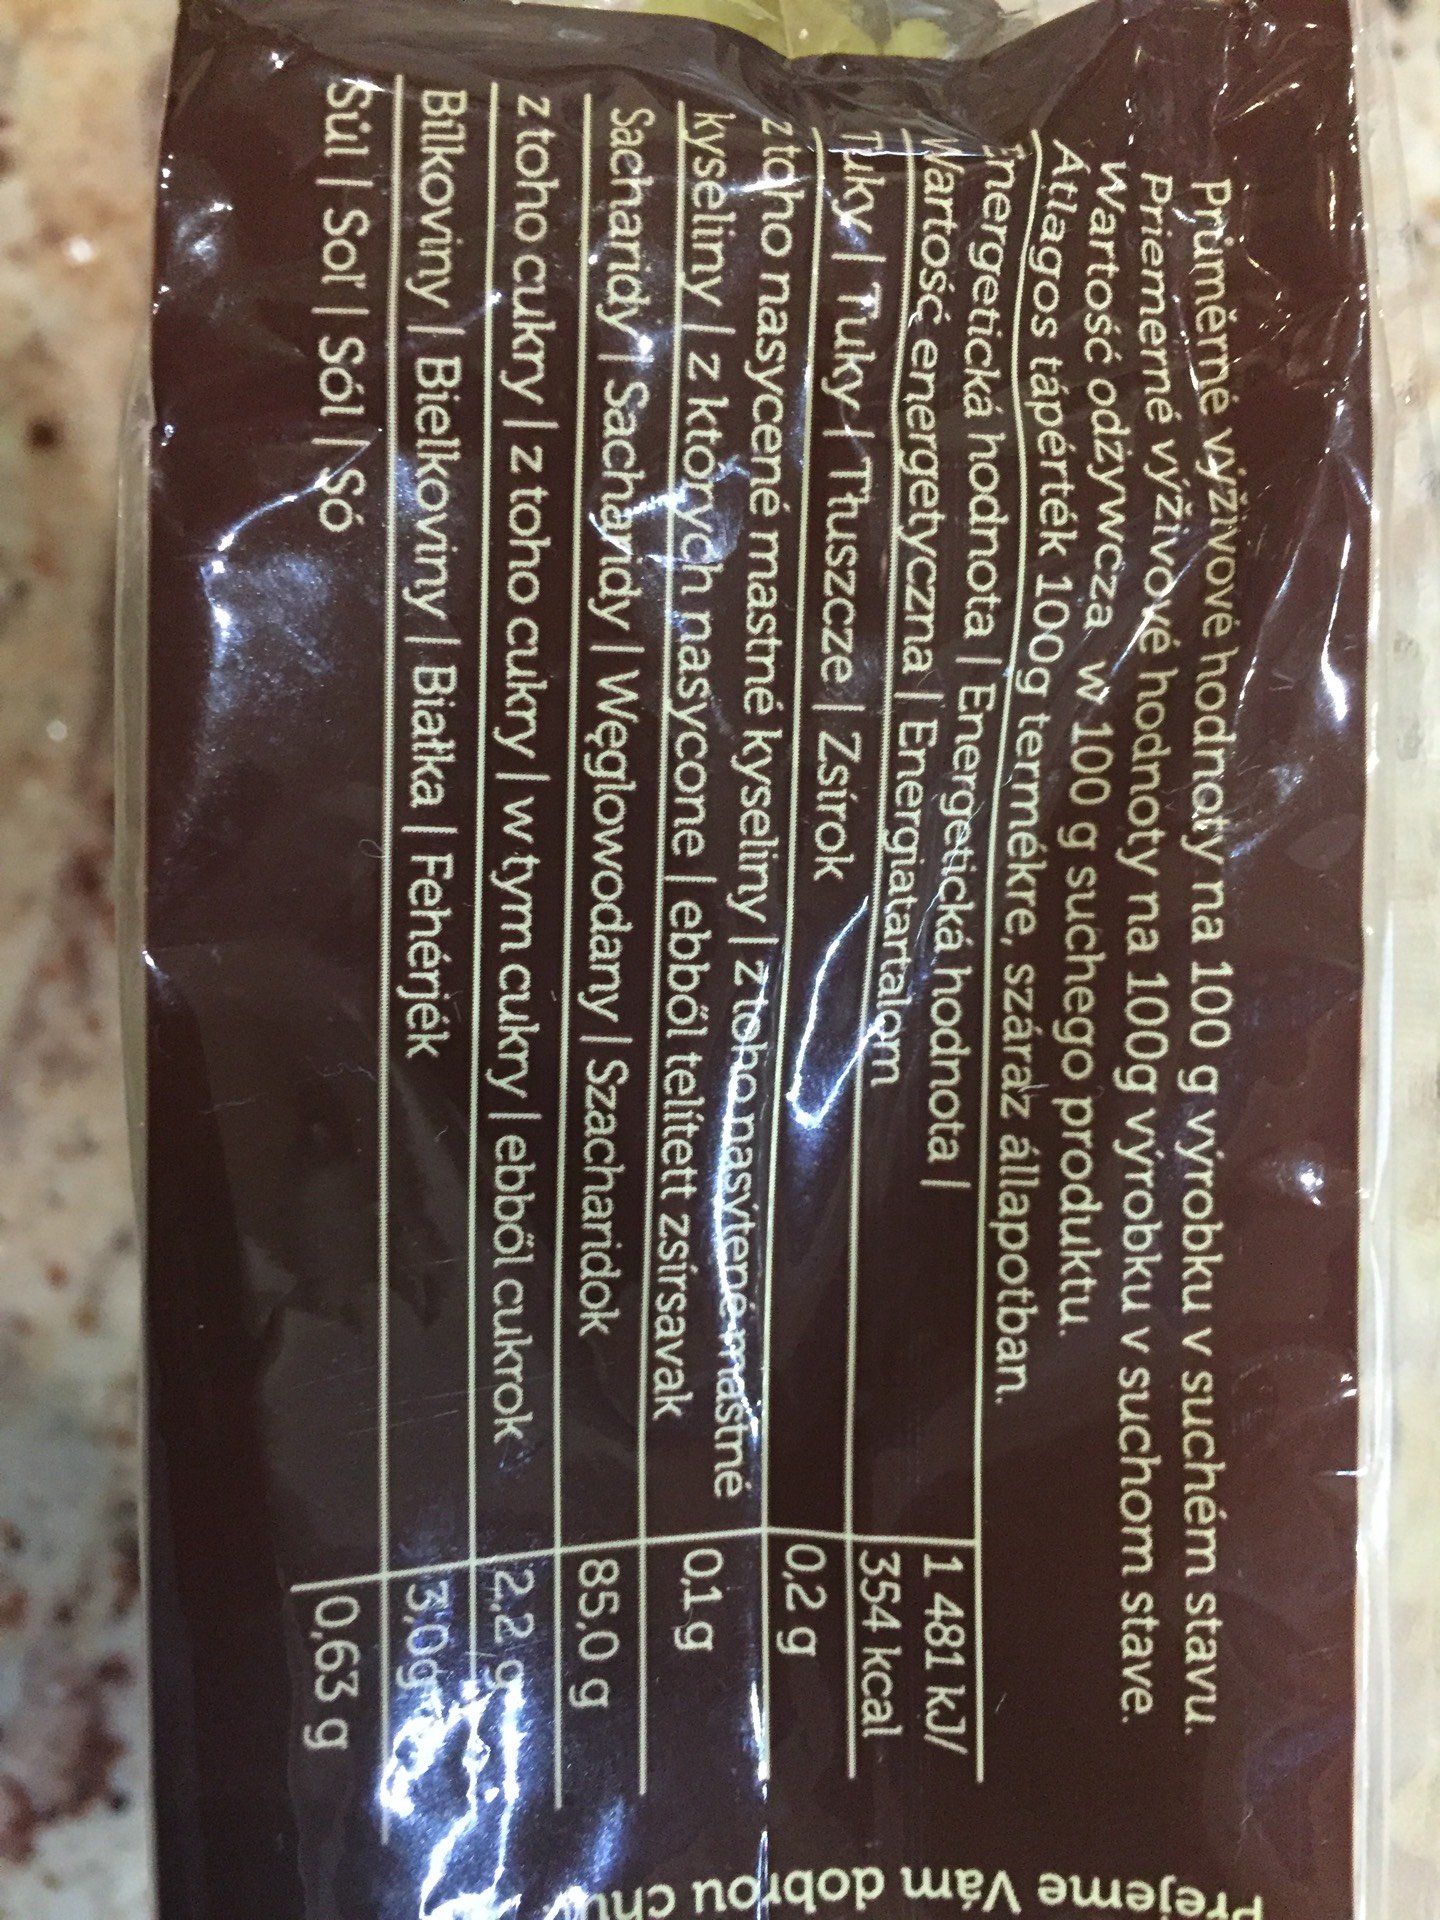 Průměrné výživové hodnoty na 100 g výrobku v suchém stavu.
Priemerné výživové hodnoty na 100g výrobku v suchom stave.
Wartość odżywcza w 100 g suchego produktu.
Átlagos tápérték 100g termékre, száraz állapotban.
Energetická hodnota | Energetická hodnota |
Wartość energetyczna | Energiatartalom
1 481 kJ/
354 kcal
Tuky | Tuky | Tłuszcze | Zsírok 0,2 g
z toho nasycené mastné kyseliny | z toho nasýtené mastné
kyseliny | z których nasycone | ebből telített zsírsavak 0,1 g
Sacharidy | Sacharidy | Węglowodany | Szacharidok 85,0 g
z toho cukry | z toho cukry | w tym cukry | ebből cukrok 2,2 g
Bílkoviny | Bielkoviny | Białka | Fehérjék 3,0g
Sůl | Soľ | Sól | Só 0,63 g
Přejeme Vám dobrou